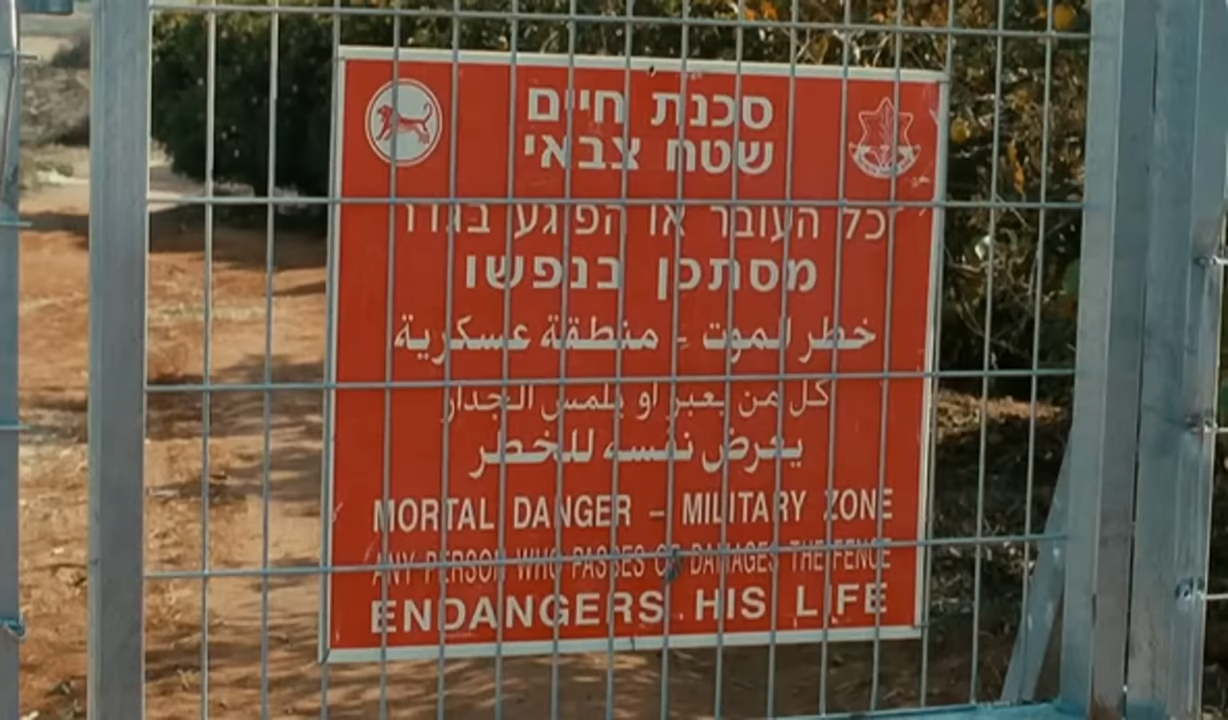 סכנת חיים
שטח צבאי
כל העובר או הפוגע בגדר
מסתכן בנפשו
خطر لموت - منطقة عسكرية
كل من يعبر او يلمس الجدار
يعرض نفسه للخطر
MORTAL DANGER – MILITARY ZONE
ANY PERSON WHO PASSES OR DAMAGES THE FENCE
ENDANGERS HIS LIFE